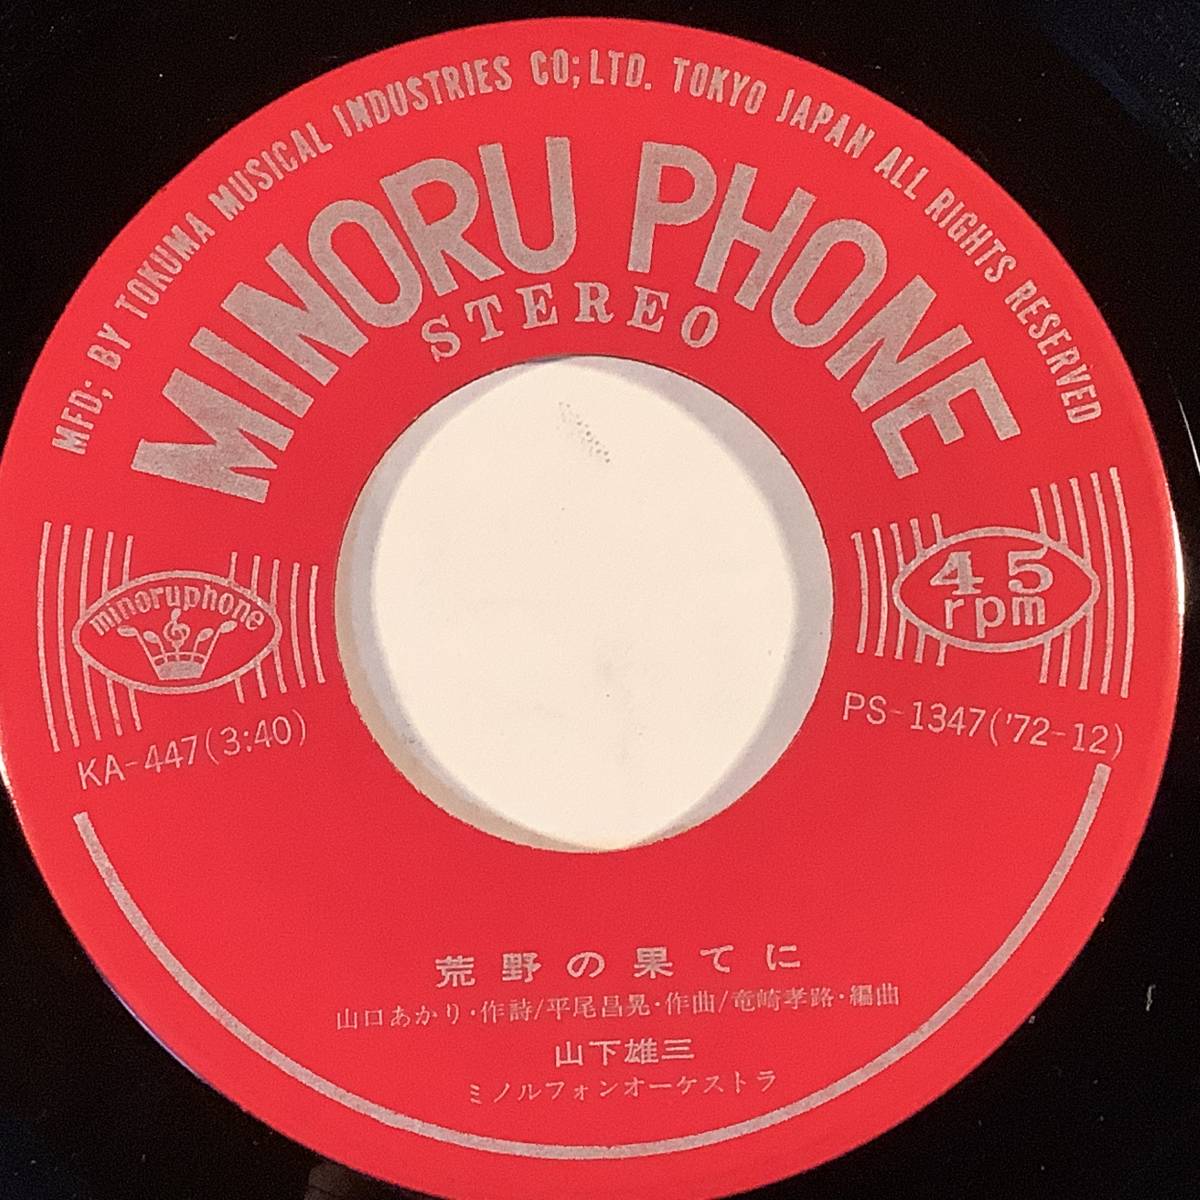 MFD; BY TOKUMA MUSICAL INDUSTRIES CO;LTD. TOKYO JAPAN ALL RIGHTS RESERVED
MINORU PHONE
STEREO
minoruphone
45
rpm
KA-447(3:40)
PS-1347('72-12)
荒野の果てに
山口あかり・作詩/平尾昌晃・作曲/竜崎孝路・編曲
山下雄三
ミノルフォンオーケストラ